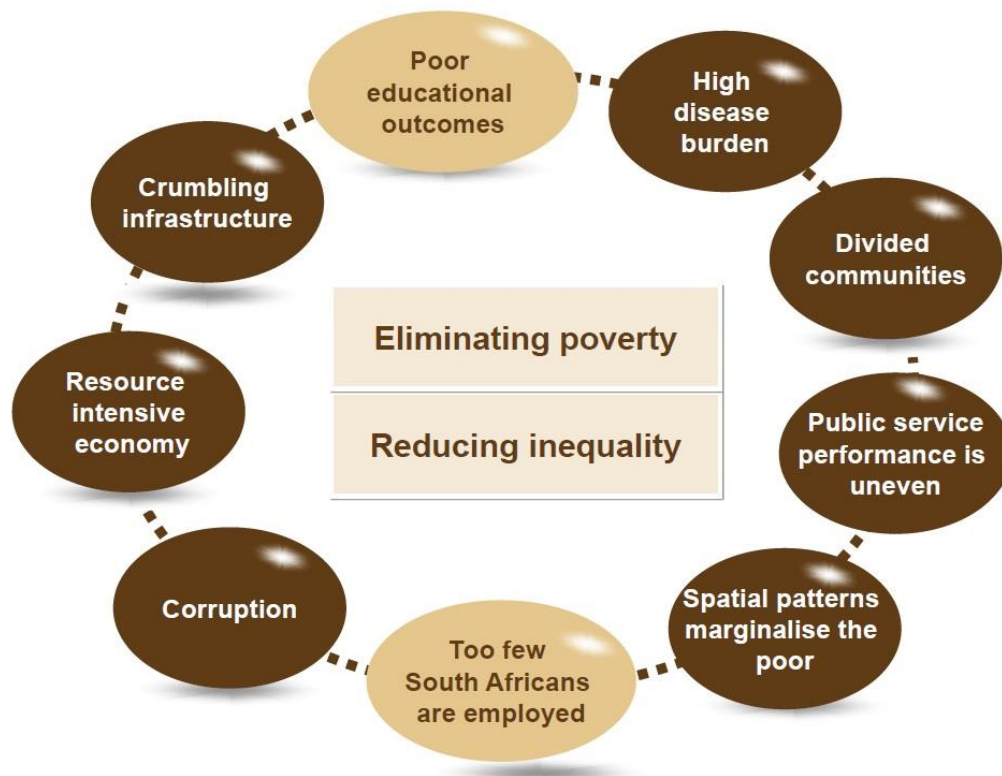 Poor
educational
outcomes
High
disease
burden
Divided
communities
Public service
performance is
uneven
Spatial patterns
marginalise the
poor
Too few
South Africans
are employed
Corruption
Resource
intensive
economy
Crumbling
infrastructure
Eliminating poverty
Reducing inequality